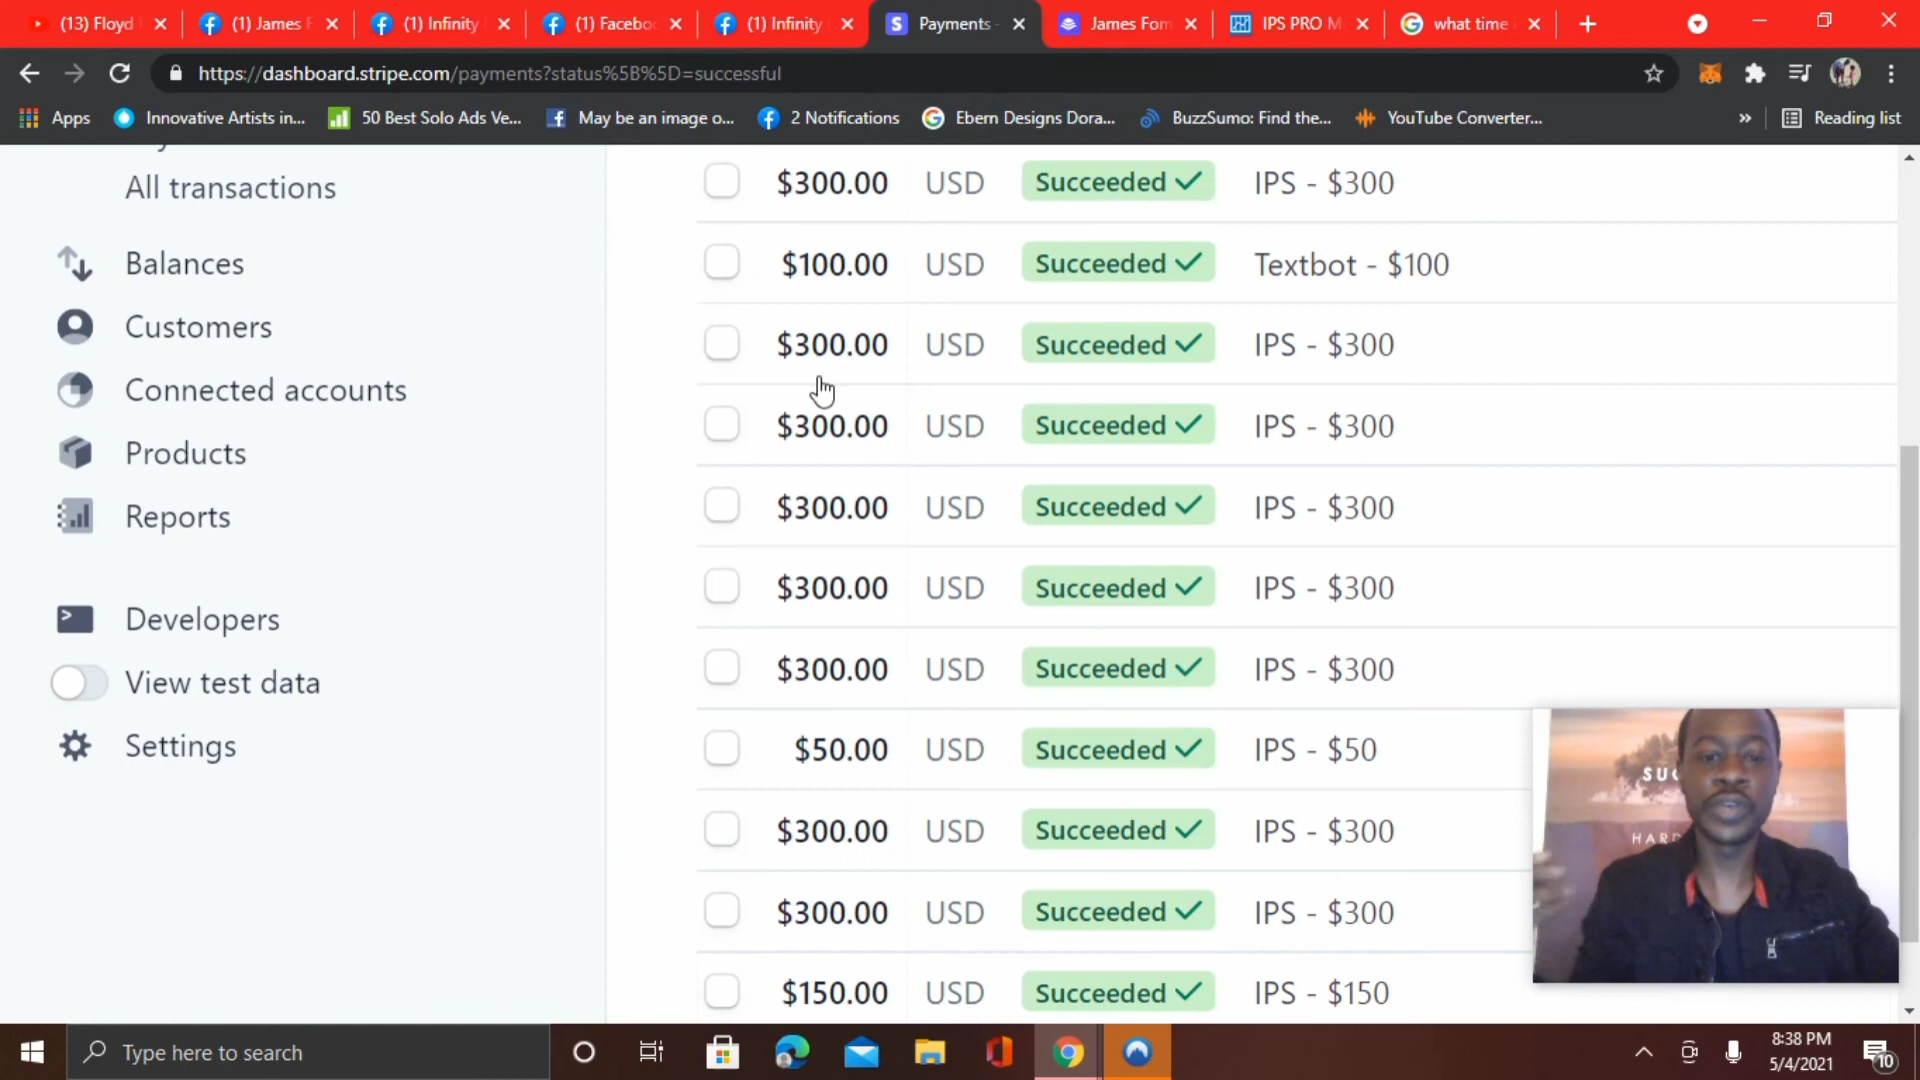 (13) Floyd
(1) James F
(1) Infinity
(1) Facebo
(1) Infinity
Payments -
James Fom
IPS PRO M
what time
https://dashboard.stripe.com/payments?status%5B%5D=successful
Apps
Innovative Artists in...
50 Best Solo Ads Ve...
May be an image o...
2 Notifications
Ebern Designs Dora...
BuzzSumo: Find the...
YouTube Converter...
»
Reading list
All transactions
Balances
Customers
Connected accounts
Products
Reports
Developers
View test data
Settings
$300.00 USD Succeeded IPS - $300
$100.00 USD Succeeded Textbot - $100
$300.00 USD Succeeded IPS - $300
$300.00 USD Succeeded IPS - $300
$300.00 USD Succeeded IPS - $300
$300.00 USD Succeeded IPS - $300
$300.00 USD Succeeded IPS - $300
$50.00 USD Succeeded IPS - $50
$300.00 USD Succeeded IPS - $300
$300.00 USD Succeeded IPS - $300
$150.00 USD Succeeded IPS - $150
Type here to search
8:38 PM
5/4/2021
10